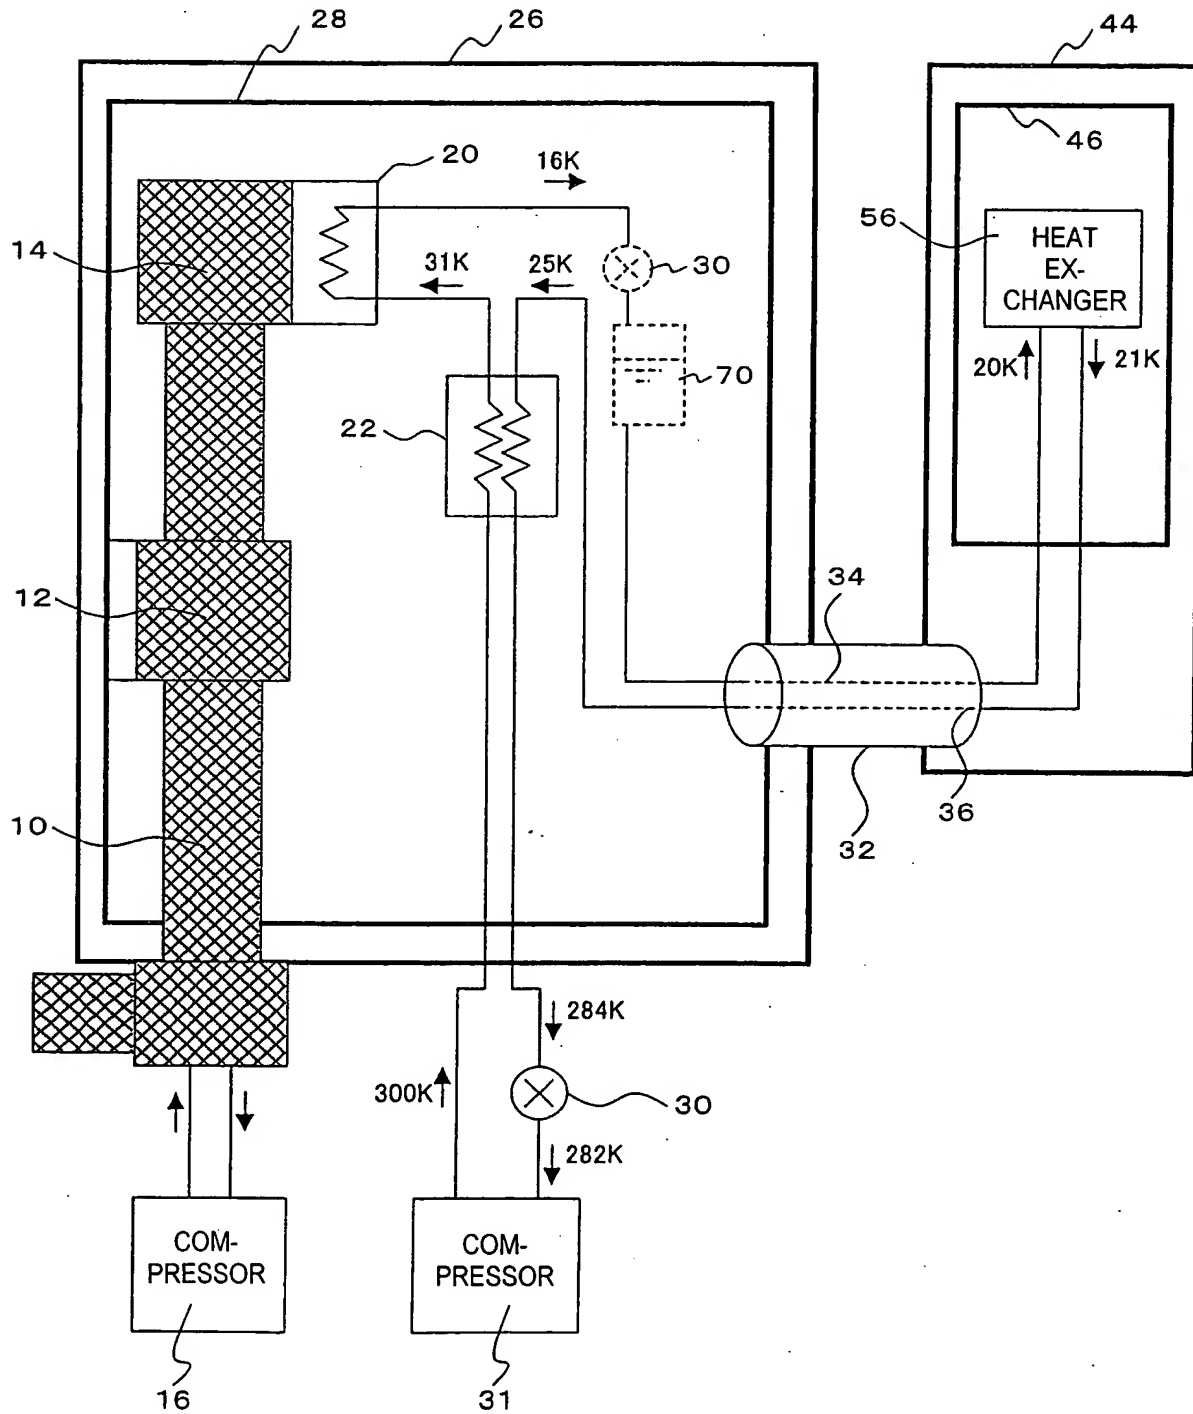 28
26
44
20
16K
46
14
56
HEAT
EX-
CHANGER
31K
25K
30
20K
21K
70
22
12
34
10
32
36
284K
300K
30
282K
COM-
PRESSOR
COM-
PRESSOR
16
31